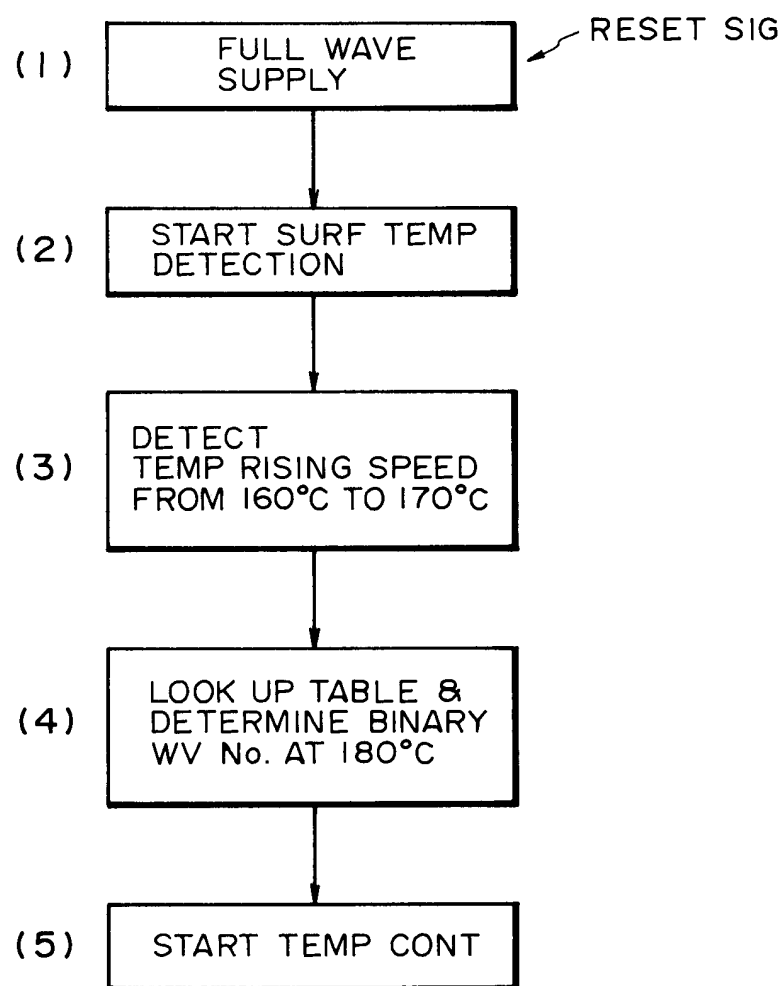 RESET SIG
(1)
FULL WAVE
SUPPLY
(2)
START SURF TEMP
DETECTION
(3)
DETECT
TEMP RISING SPEED
FROM 160°C TO 170°C
(4)
LOOK UP TABLE &
DETERMINE BINARY
WV No. AT 180°C
(5)
START TEMP CONT